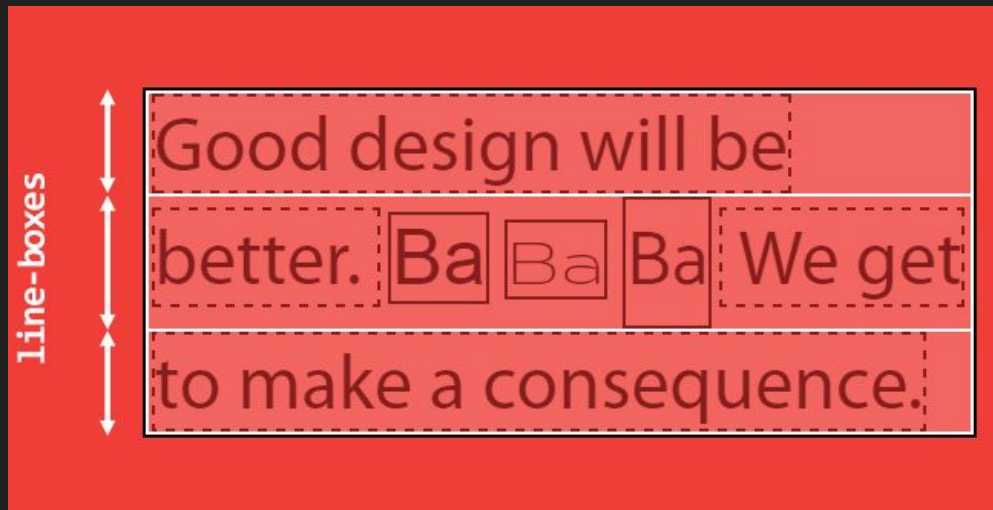 line-boxes
Good design will be
better. Ba Ba Ba We get
to make a consequence.